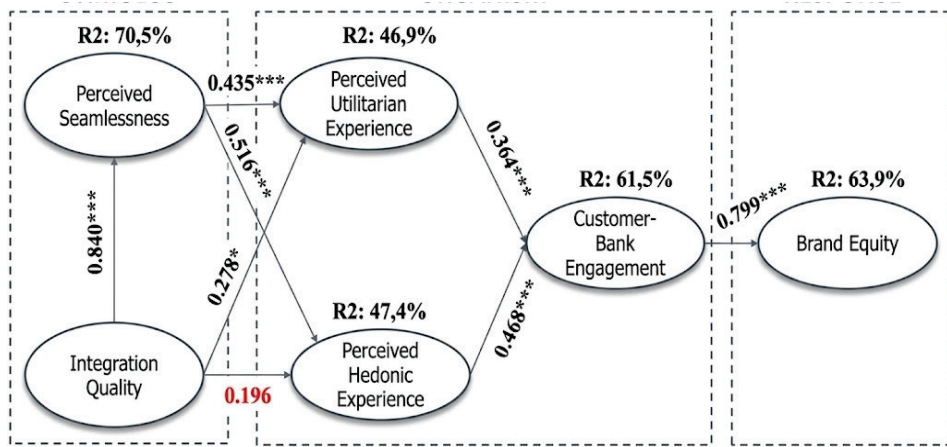 R2: 70,5%
R2: 46,9%
Perceived
Seamlessness
0.435***
Perceived
Utilitarian
Experience
0.516***
0.364***
R2: 61,5%
R2: 63,9%
0.840***
0.278*
Customer-
Bank
Engagement
0.799***
Brand Equity
R2: 47,4%
0.468***
Integration
Quality
0.196
Perceived
Hedonic
Experience